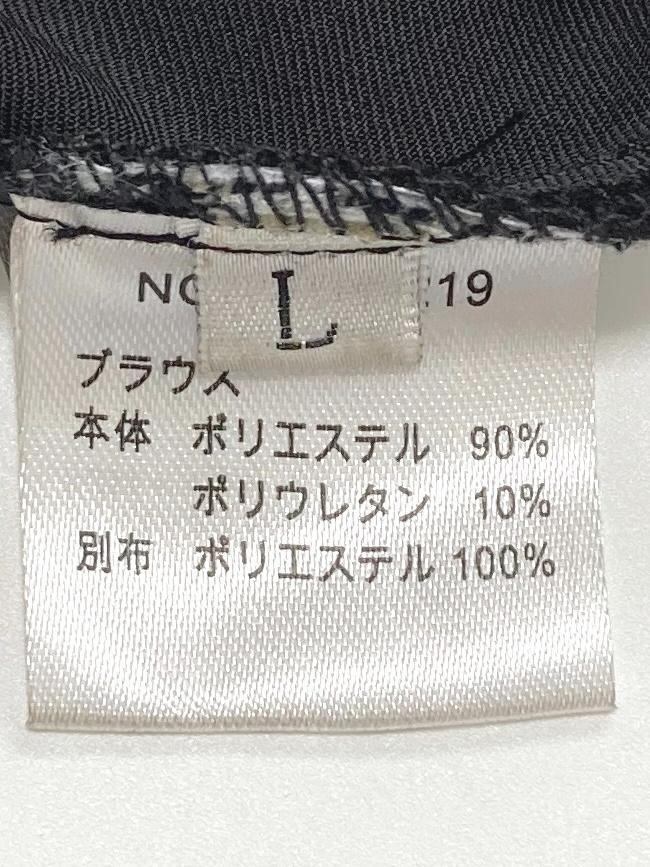 L
19
ブラウス
本体 ポリエステル 90%
ポリウレタン 10%
別布 ポリエステル 100%